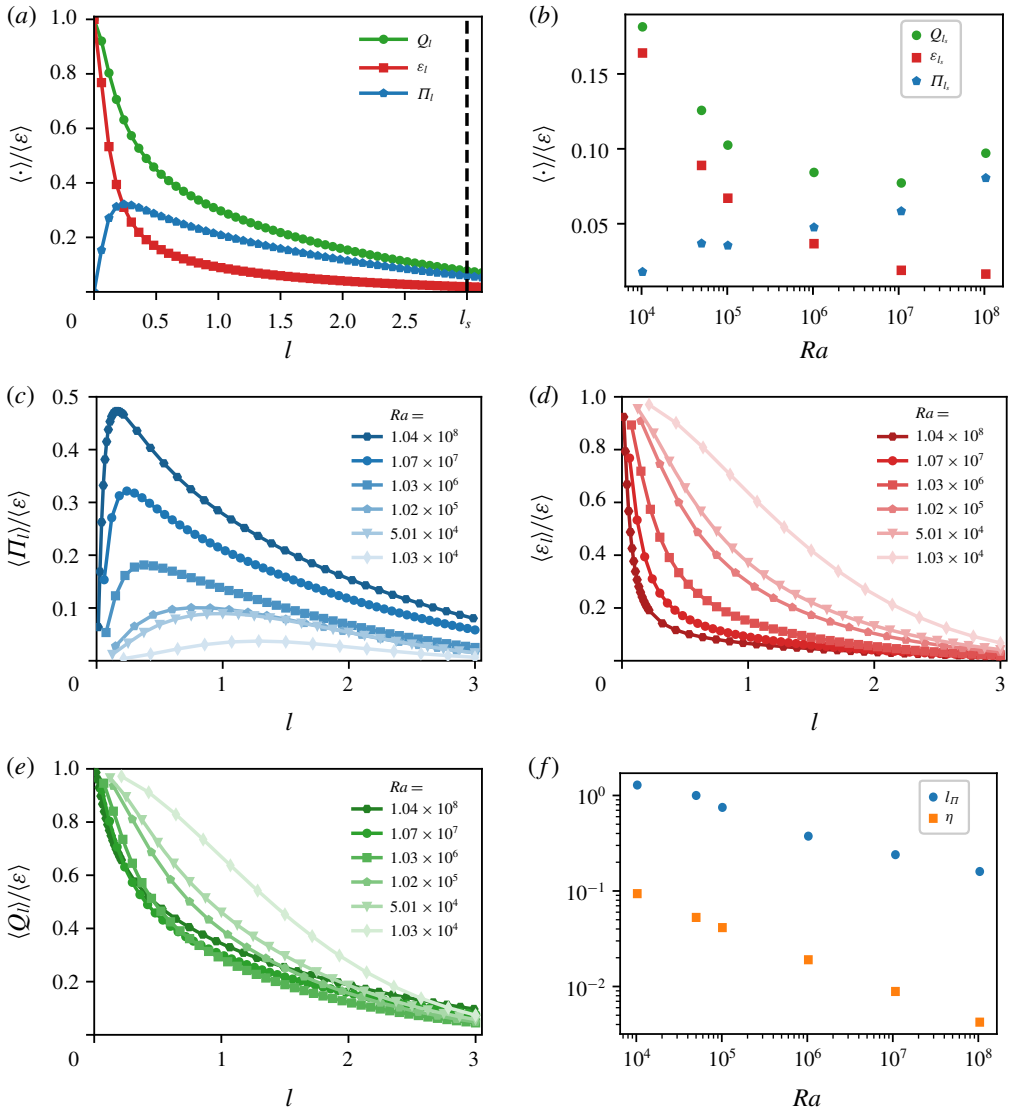 (a)
1.0
0.8
0.6
0.4
0.2
0
0.5
1.0
1.5
2.0
2.5
l_s
l
⟨·⟩/⟨ε⟩
Q_l
ε_l
Π_l
(b)
0.15
0.10
0.05
10^4
10^5
10^6
10^7
10^8
Ra
⟨·⟩/⟨ε⟩
Q_{l_s}
ε_{l_s}
Π_{l_s}
(c)
0.5
0.4
0.3
0.2
0.1
0
1
2
3
l
⟨Π_l⟩/⟨ε⟩
Ra =
1.04 × 10^8
1.07 × 10^7
1.03 × 10^6
1.02 × 10^5
5.01 × 10^4
1.03 × 10^4
(d)
1.0
0.8
0.6
0.4
0.2
0
1
2
3
l
⟨ε_l⟩/⟨ε⟩
Ra =
1.04 × 10^8
1.07 × 10^7
1.03 × 10^6
1.02 × 10^5
5.01 × 10^4
1.03 × 10^4
(e)
1.0
0.8
0.6
0.4
0.2
0
1
2
3
l
⟨Q_l⟩/⟨ε⟩
Ra =
1.04 × 10^8
1.07 × 10^7
1.03 × 10^6
1.02 × 10^5
5.01 × 10^4
1.03 × 10^4
(f)
10^0
10^{-1}
10^{-2}
10^4
10^5
10^6
10^7
10^8
Ra
l_Π
η